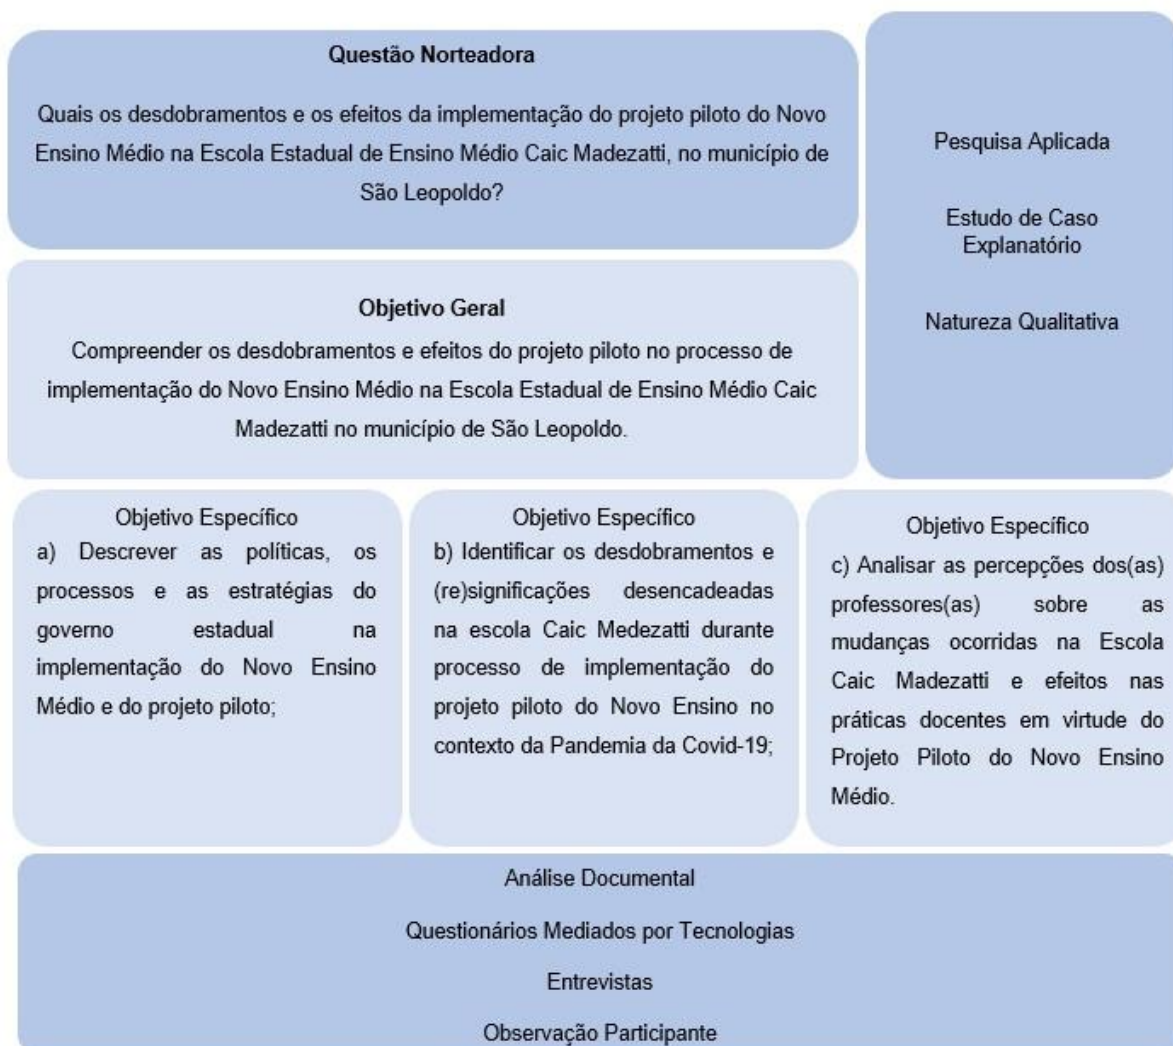 Questão Norteadora
Quais os desdobramentos e os efeitos da implementação do projeto piloto do Novo
Ensino Médio na Escola Estadual de Ensino Médio Caic Madezatti, no município de
São Leopoldo?
Pesquisa Aplicada
Estudo de Caso
Explanatório
Natureza Qualitativa
Objetivo Geral
Compreender os desdobramentos e efeitos do projeto piloto no processo de
implementação do Novo Ensino Médio na Escola Estadual de Ensino Médio Caic
Madezatti no município de São Leopoldo.
Objetivo Específico
a) Descrever as políticas, os
processos e as estratégias do
governo estadual na
implementação do Novo Ensino
Médio e do projeto piloto;
Objetivo Específico
b) Identificar os desdobramentos e
(re)significações desencadeadas
na escola Caic Medezatti durante
processo de implementação do
projeto piloto do Novo Ensino no
contexto da Pandemia da Covid-19;
Objetivo Específico
c) Analisar as percepções dos(as)
professores(as) sobre as
mudanças ocorridas na Escola
Caic Madezatti e efeitos nas
práticas docentes em virtude do
Projeto Piloto do Novo Ensino
Médio.
Análise Documental
Questionários Mediados por Tecnologias
Entrevistas
Observação Participante